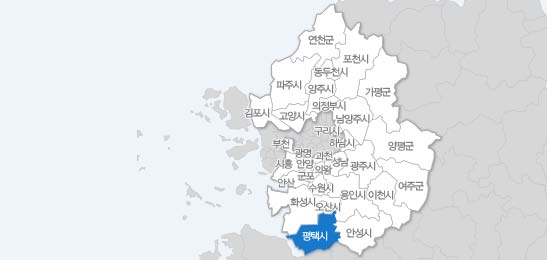 연천군
포천시
동두천시
파주시
양주시
가평군
의정부시
김포시
고양시
남양주시
구리시
하남시
부천
양평군
광명
과천
시흥
안양
의왕
성남
광주시
군포
안산
수원시
용인시
이천시
여주군
화성시
오산시
평택시
안성시